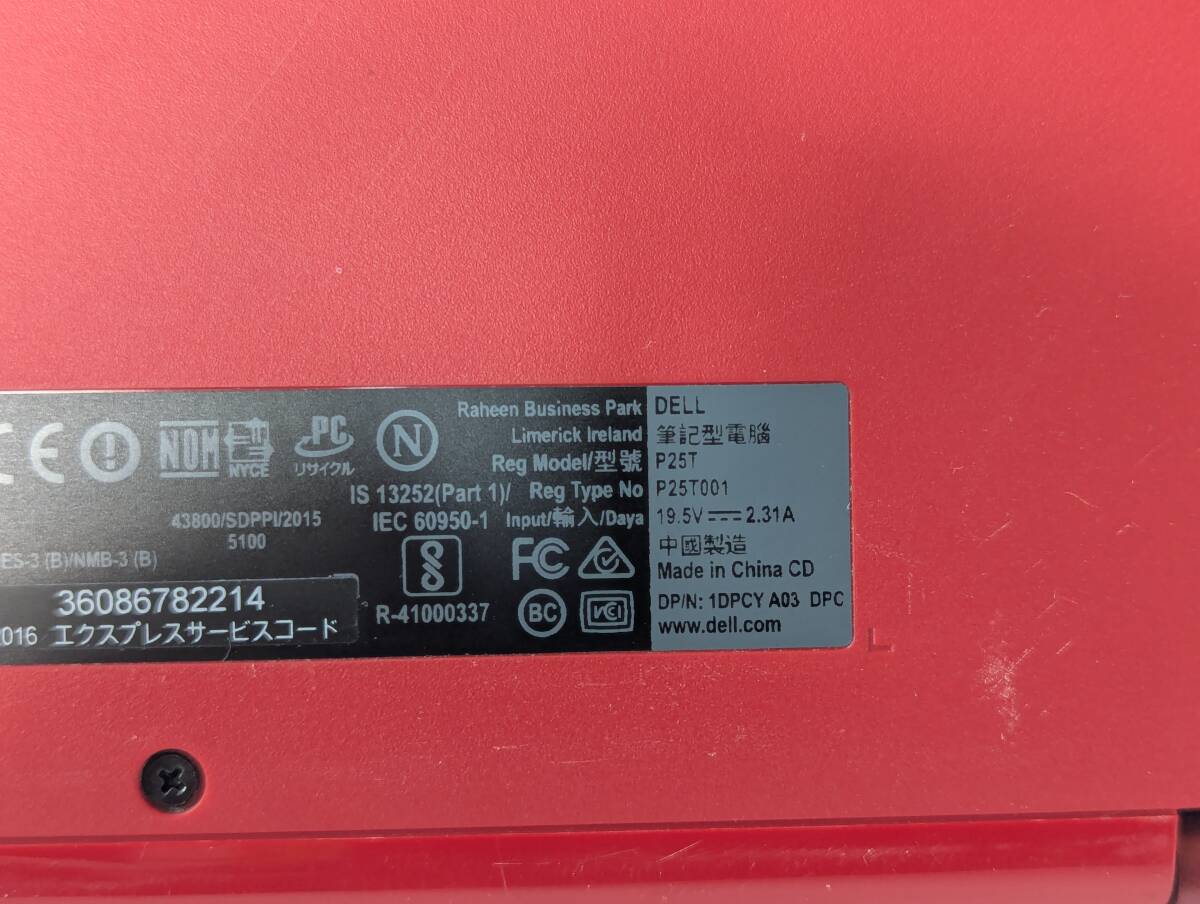 Raheen Business Park
Limerick Ireland
Reg Model/型號
IS 13252(Part 1)/ Reg Type No
IEC 60950-1 Input/輸入/Daya
DELL
筆記型電腦
P25T
P25T001
19.5V⎓2.31A
中國製造
Made in China CD
DP/N: 1DPCY A03 DPC
www.dell.com
CE
NOM
NYCE
PC
リサイクル
N
43800/SDPPI/2015
5100
ES-3 (B)/NMB-3 (B)
R-41000337
FC
BC
VCI
36086782214
2016 エクスプレスサービスコード
L